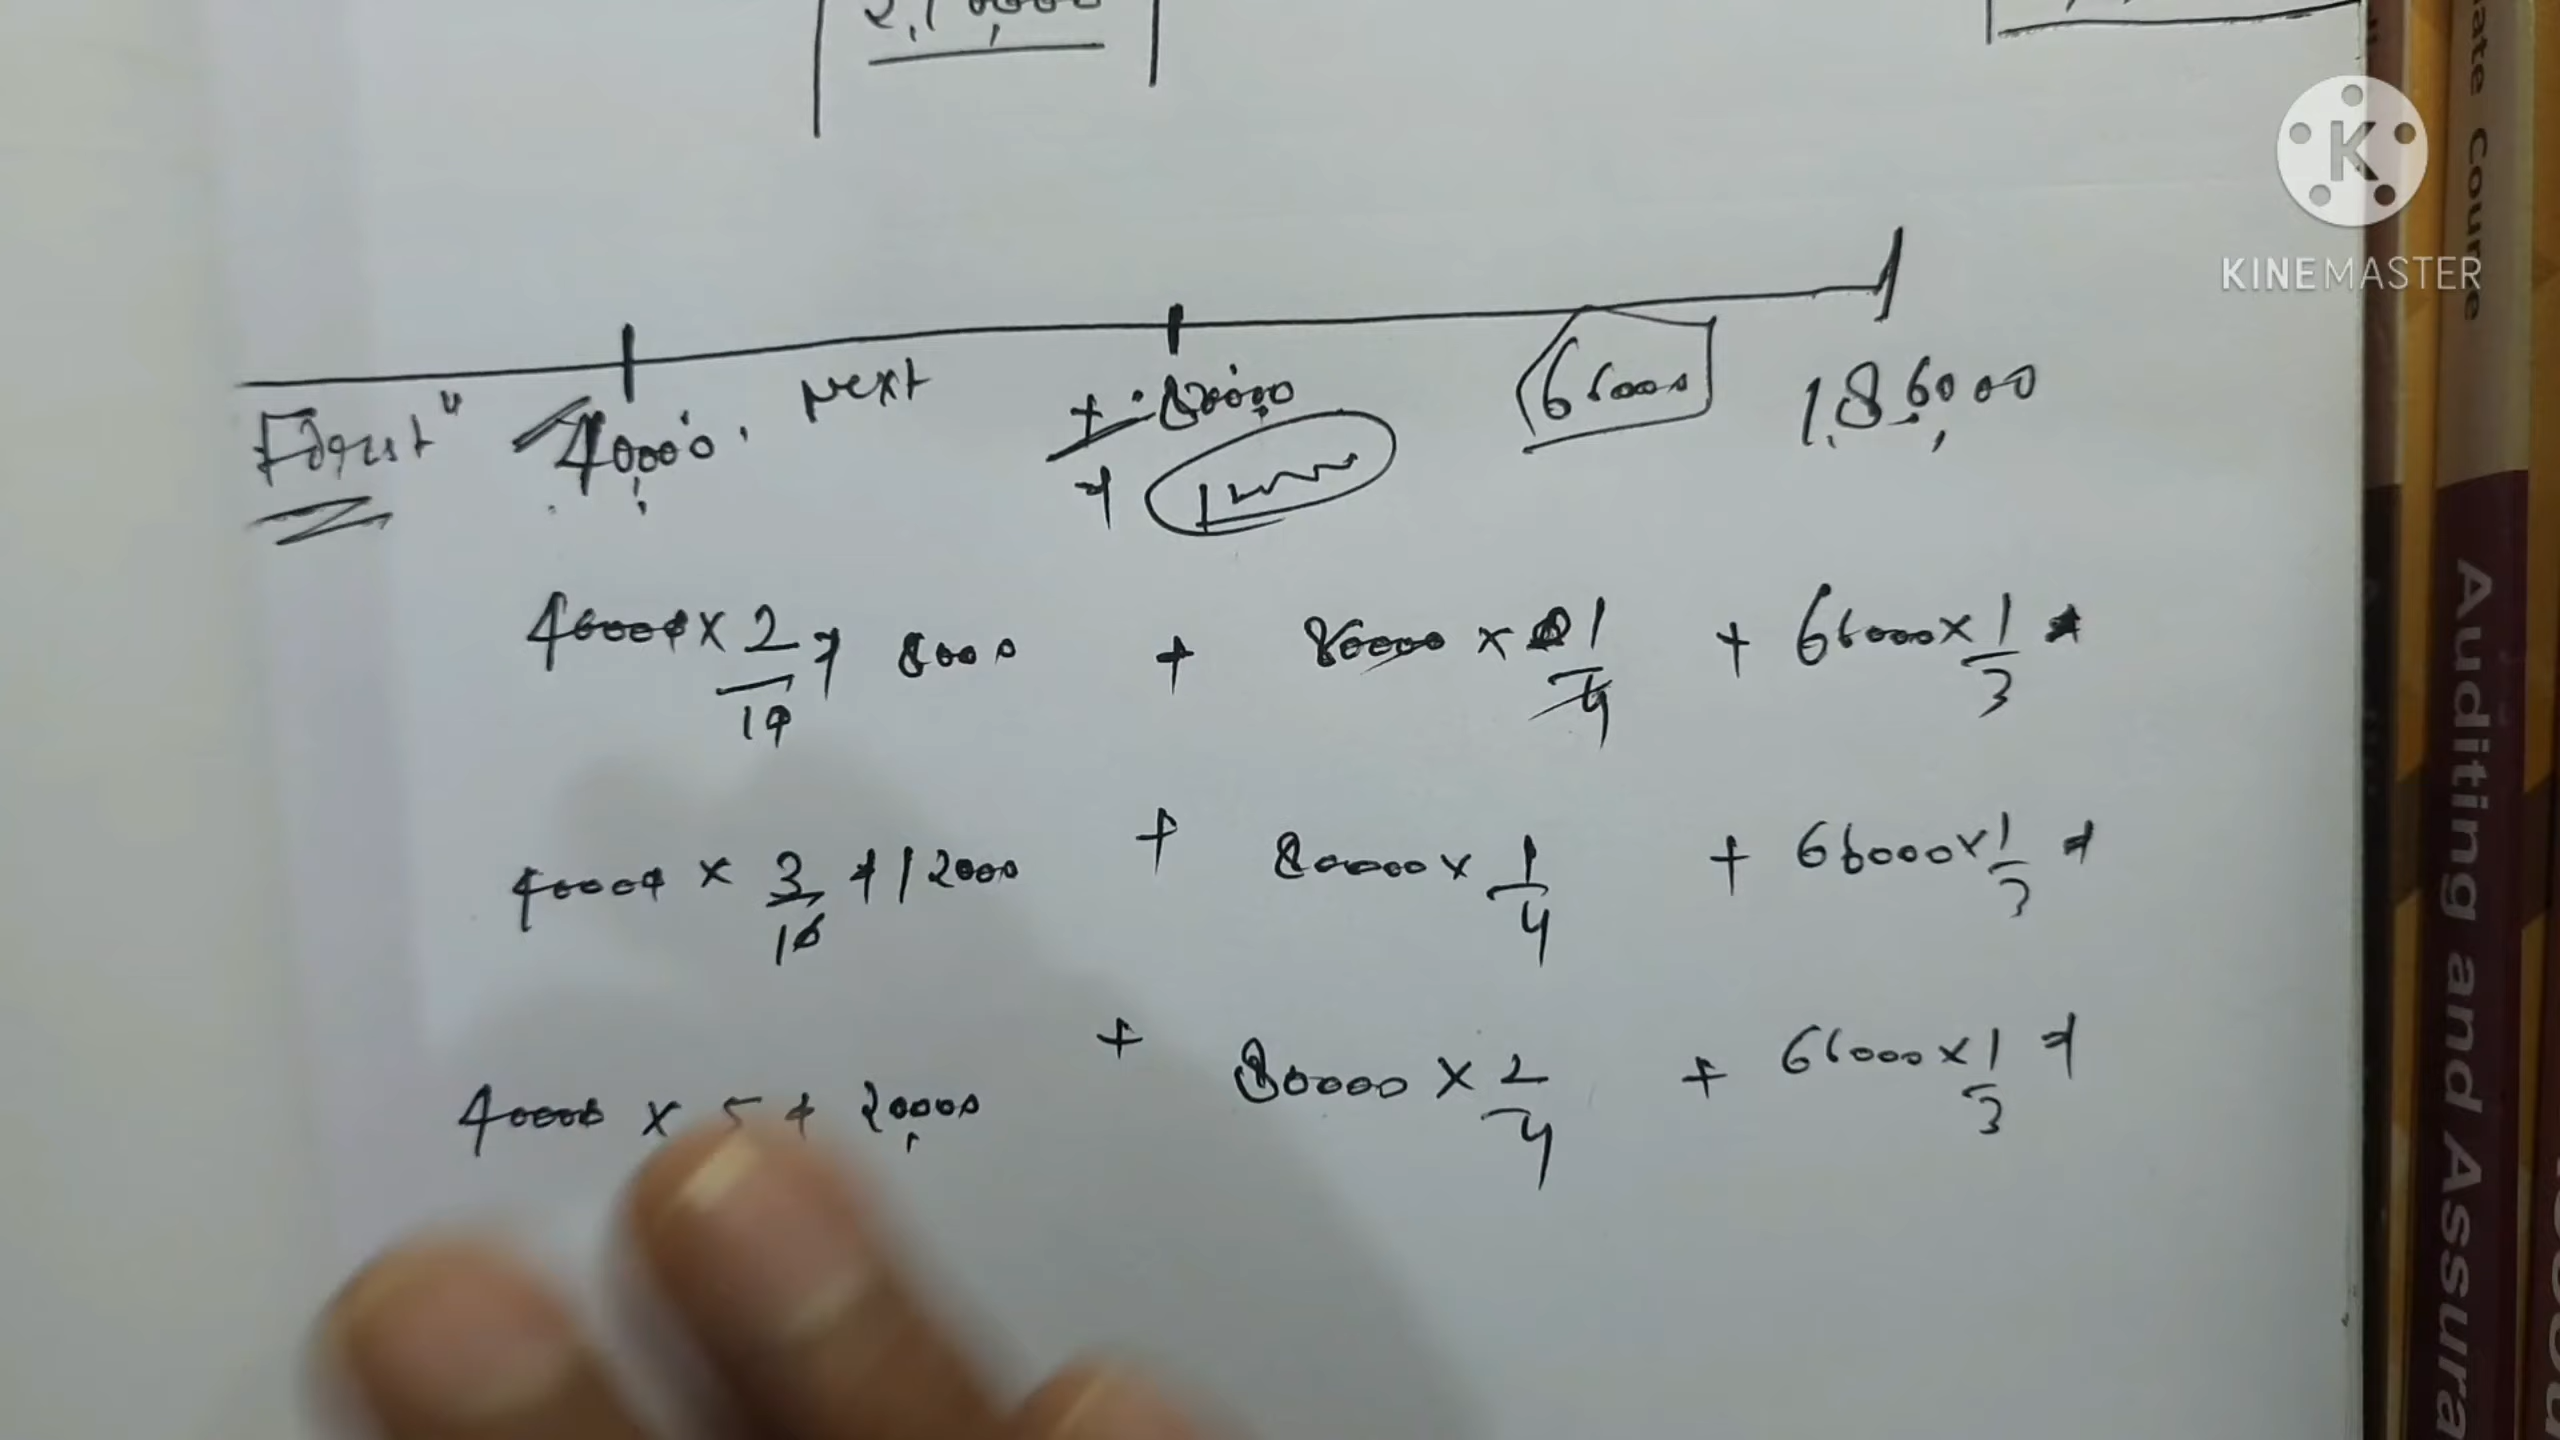 KINEMASTER
First" 40000 Next + 80000 66000 1,86,000
40000 × 2/10 = 8000 + 80000 × 1/4 + 66000 × 1/3 =
40000 × 3/10 = 12000 + 80000 × 1/4 + 66000 × 1/3 =
40000 × 5 = 20000 + 80000 × 2/4 + 66000 × 1/3 =
ate Course
Auditing and Assura